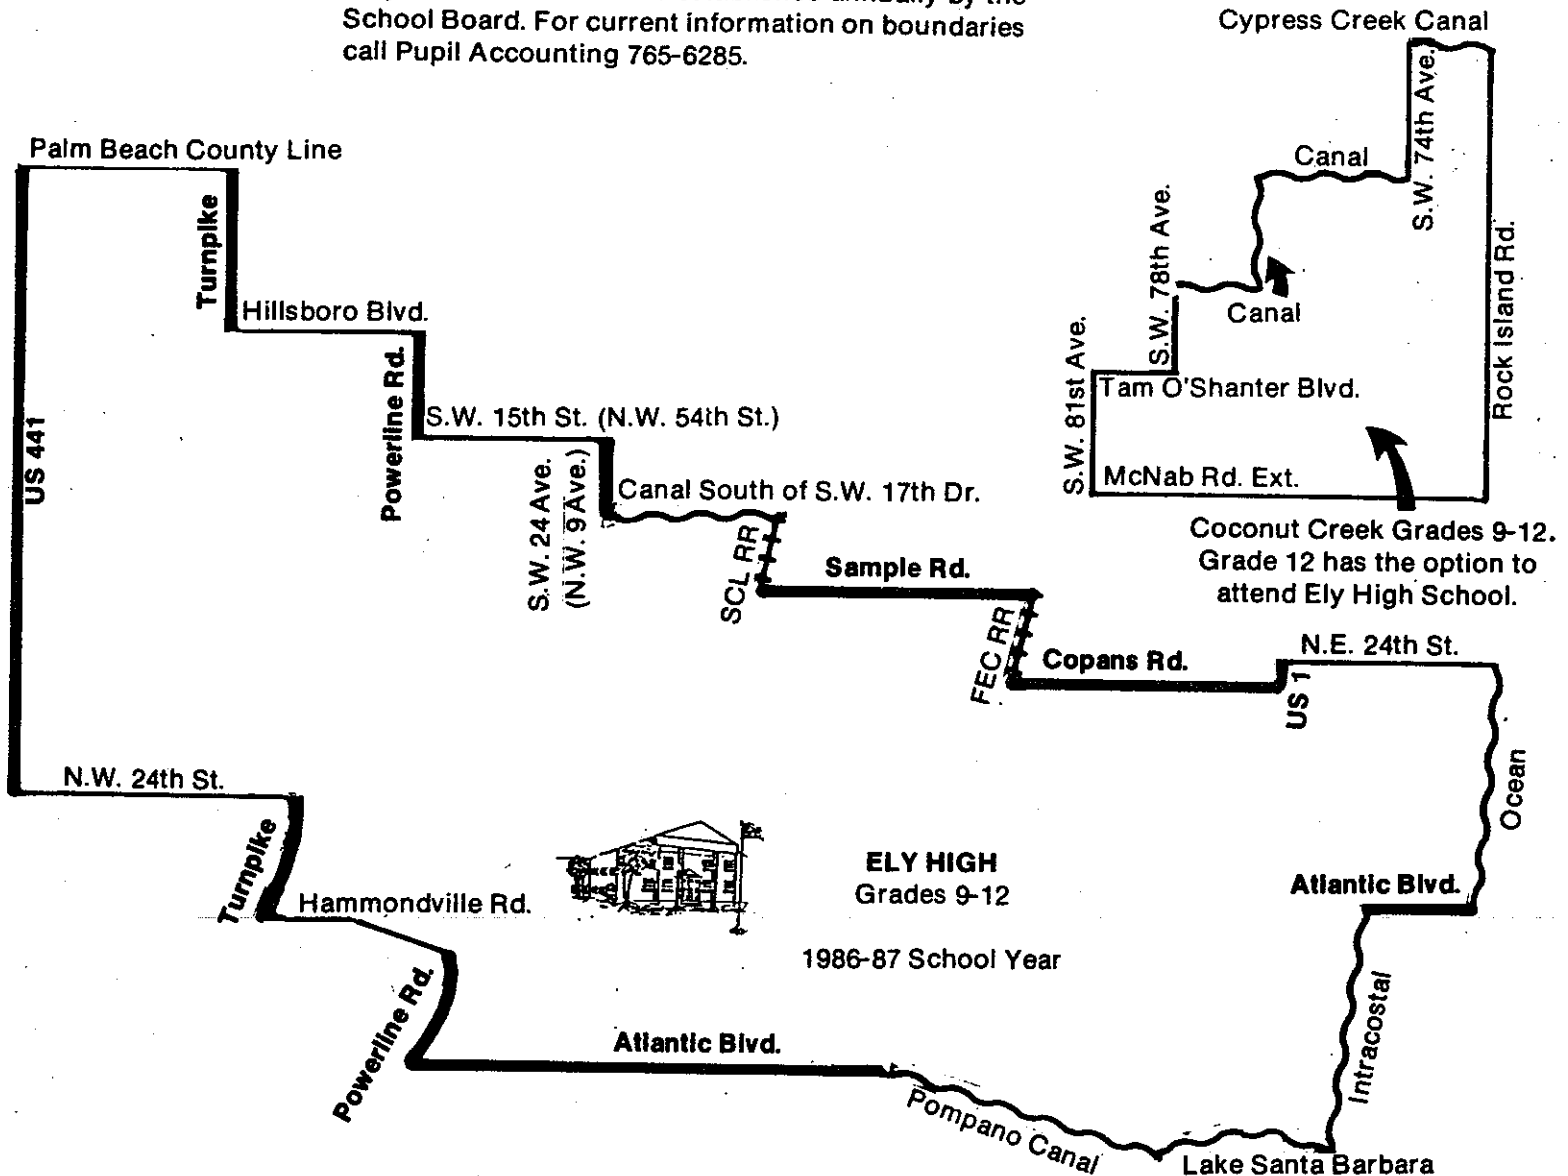 annually by the
School Board. For current information on boundaries
call Pupil Accounting 765-6285.
Cypress Creek Canal
S.W. 74th Ave.
Canal
Rock Island Rd.
S.W. 78th Ave.
Canal
S.W. 81st Ave.
Tam O'Shanter Blvd.
McNab Rd. Ext.
Coconut Creek Grades 9-12.
Grade 12 has the option to
attend Ely High School.
Palm Beach County Line
Turnpike
Hillsboro Blvd.
US 441
Powerline Rd.
S.W. 15th St. (N.W. 54th St.)
S.W. 24 Ave.
(N.W. 9 Ave.)
Canal South of S.W. 17th Dr.
SCL RR
Sample Rd.
FEC RR
Copans Rd.
US 1
N.E. 24th St.
Ocean
N.W. 24th St.
Turnpike
Hammondville Rd.
ELY HIGH
Grades 9-12
1986-87 School Year
Atlantic Blvd.
Powerline Rd.
Atlantic Blvd.
Intracostal
Pompano Canal
Lake Santa Barbara